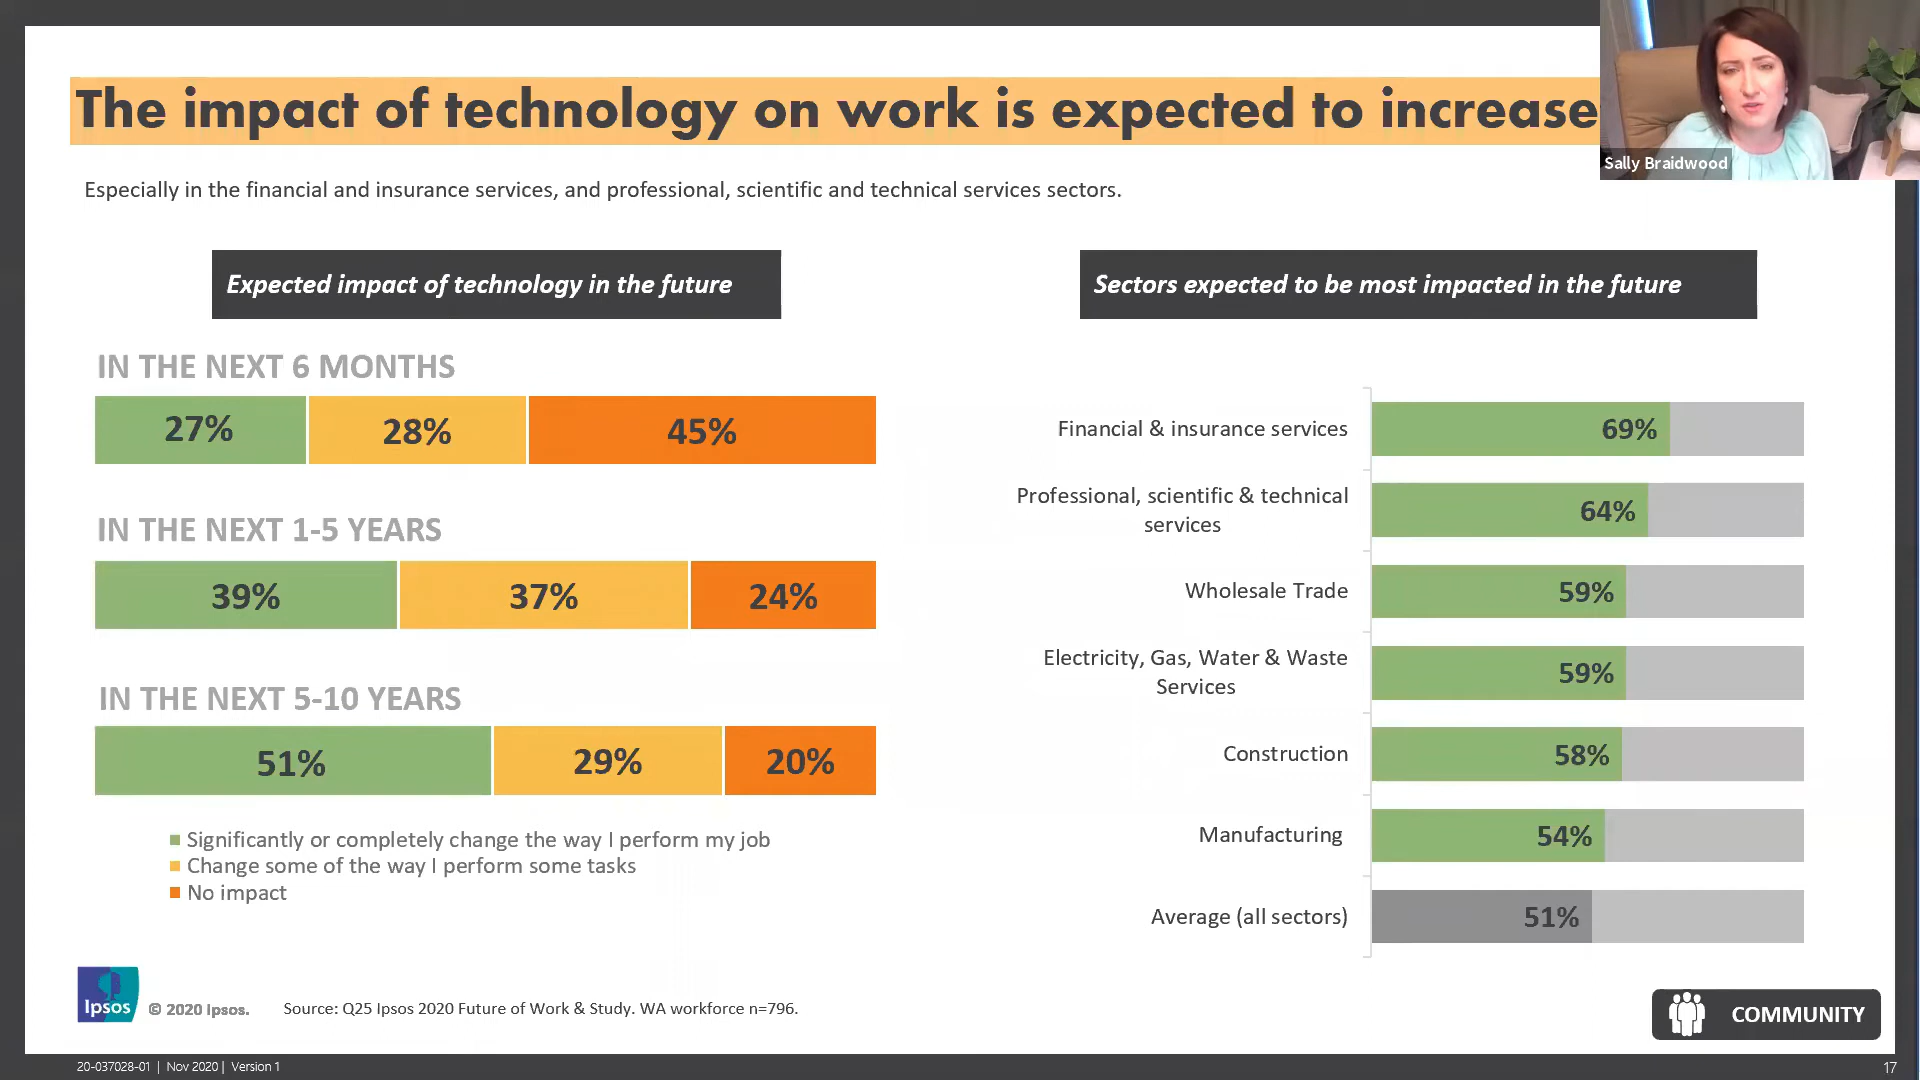 The impact of technology on work is expected to increase
Sally Braidwood
Especially in the financial and insurance services, and professional, scientific and technical services sectors.
Expected impact of technology in the future
IN THE NEXT 6 MONTHS
27% 28% 45%
IN THE NEXT 1-5 YEARS
39% 37% 24%
IN THE NEXT 5-10 YEARS
51% 29% 20%
Significantly or completely change the way I perform my job
Change some of the way I perform some tasks
No impact
Sectors expected to be most impacted in the future
Financial & insurance services 69%
Professional, scientific & technical
services 64%
Wholesale Trade 59%
Electricity, Gas, Water & Waste
Services 59%
Construction 58%
Manufacturing 54%
Average (all sectors) 51%
Ipsos
© 2020 Ipsos.
Source: Q25 Ipsos 2020 Future of Work & Study. WA workforce n=796.
COMMUNITY
20-037028-01 | Nov 2020 | Version 1
17